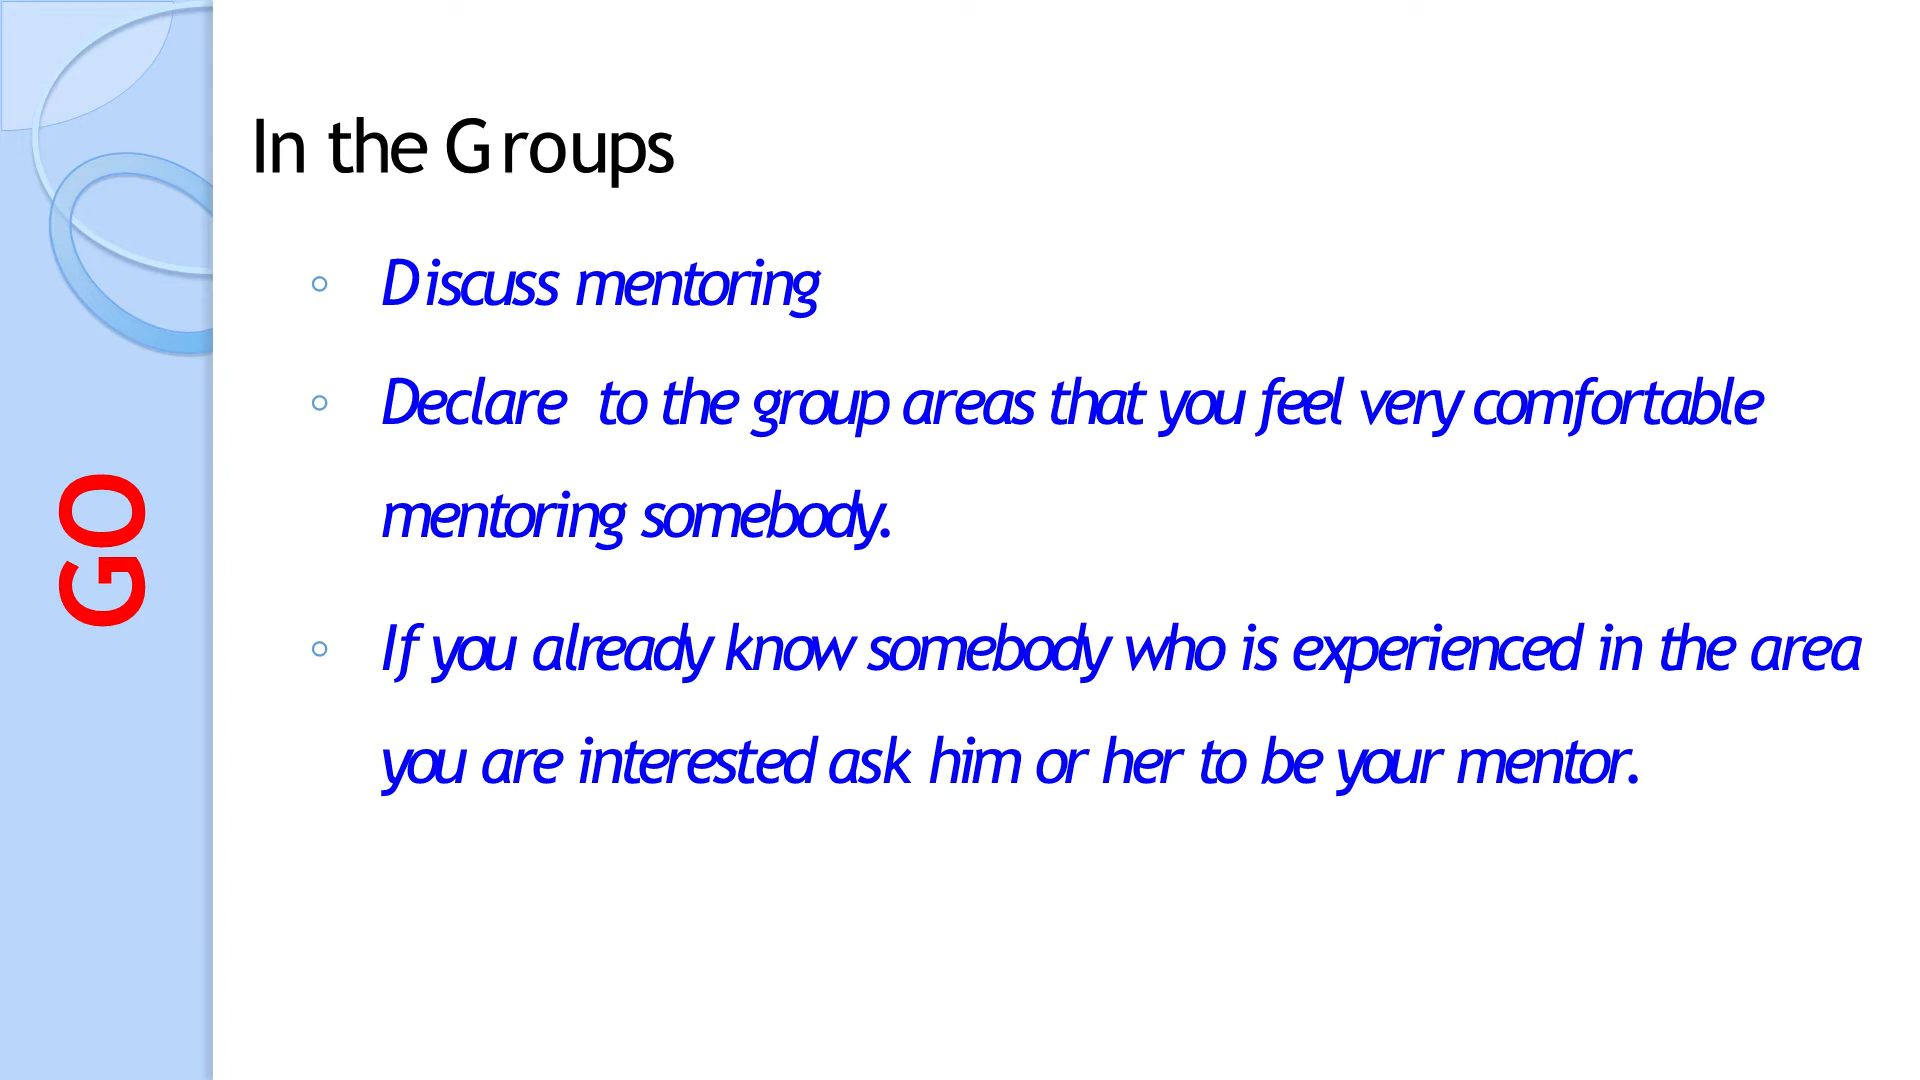 In the Groups
Discuss mentoring
Declare to the group areas that you feel very comfortable
mentoring somebody.
If you already know somebody who is experienced in the area
you are interested ask him or her to be your mentor.
GO